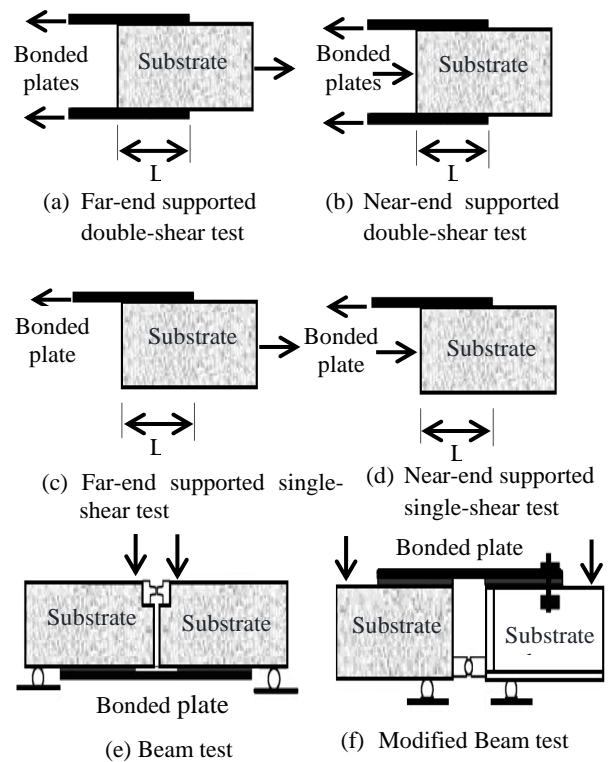 Bonded
plates
Substrate
L
(a) Far-end supported
double-shear test
Bonded
plates
Substrate
L
(b) Near-end supported
double-shear test
Bonded
plate
Substrate
L
(c) Far-end supported single-
shear test
Bonded
plate
Substrate
L
(d) Near-end supported
single-shear test
Substrate
Substrate
Bonded plate
(e) Beam test
Bonded plate
Substrate
Substrate
(f) Modified Beam test